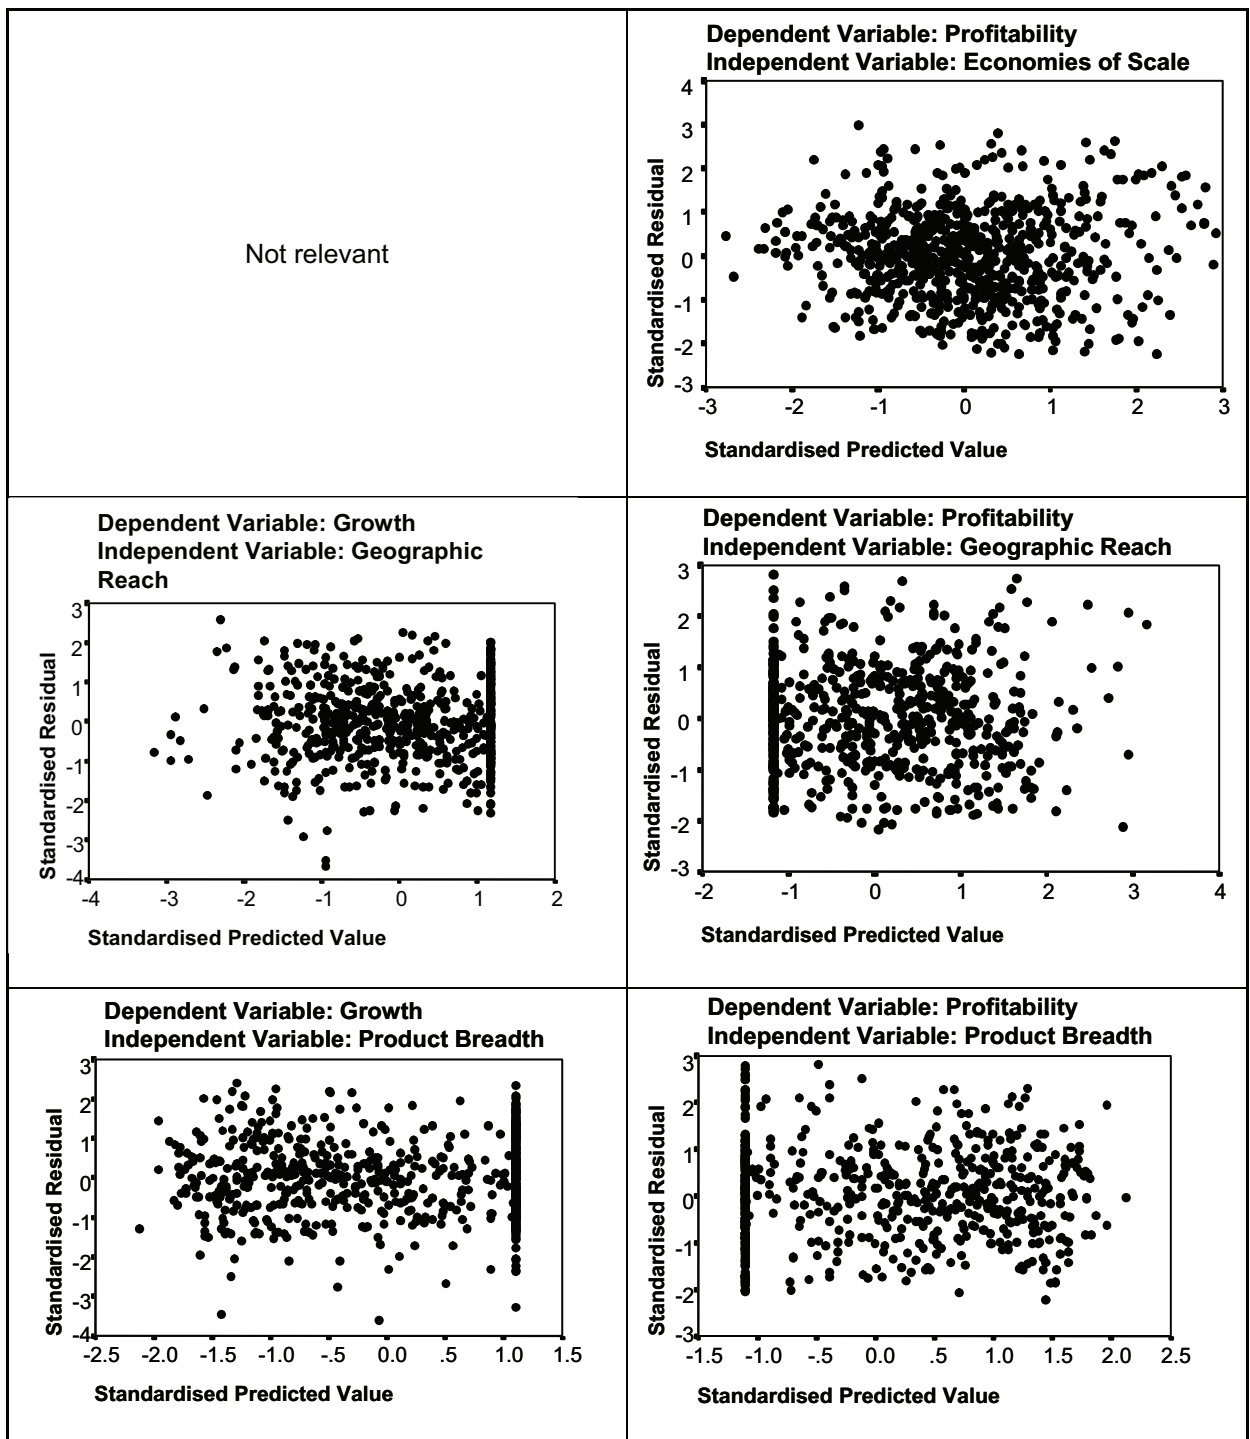 Not relevant
Dependent Variable: Profitability
Independent Variable: Economies of Scale
4
3
2
1
0
-1
-2
-3
Standardised Residual
-3 -2 -1 0 1 2 3
Standardised Predicted Value
Dependent Variable: Growth
Independent Variable: Geographic
Reach
3
2
1
0
-1
-2
-3
-4
Standardised Residual
-4 -3 -2 -1 0 1 2
Standardised Predicted Value
Dependent Variable: Profitability
Independent Variable: Geographic Reach
3
2
1
0
-1
-2
-3
Standardised Residual
-2 -1 0 1 2 3 4
Standardised Predicted Value
Dependent Variable: Growth
Independent Variable: Product Breadth
3
2
1
0
-1
-2
-3
-4
Standardised Residual
-2.5 -2.0 -1.5 -1.0 -.5 0.0 .5 1.0 1.5
Standardised Predicted Value
Dependent Variable: Profitability
Independent Variable: Product Breadth
3
2
1
0
-1
-2
-3
Standardised Residual
-1.5 -1.0 -.5 0.0 .5 1.0 1.5 2.0 2.5
Standardised Predicted Value